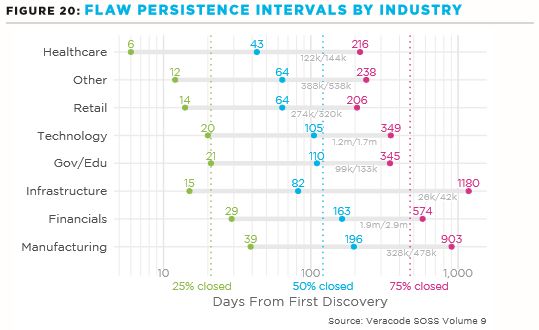 FIGURE 20: FLAW PERSISTENCE INTERVALS BY INDUSTRY
Healthcare 6 43 216
122k/144k
Other 12 64 238
388k/538k
Retail 14 64 206
274k/320k
Technology 20 105 349
1.2m/1.7m
Gov/Edu 21 110 345
99k/133k
Infrastructure 15 82 1180
26k/42k
Financials 29 163 574
1.9m/2.9m
Manufacturing 39 196 903
328k/478k
10 100 1,000
25% closed 50% closed 75% closed
Days From First Discovery
Source: Veracode SOSS Volume 9